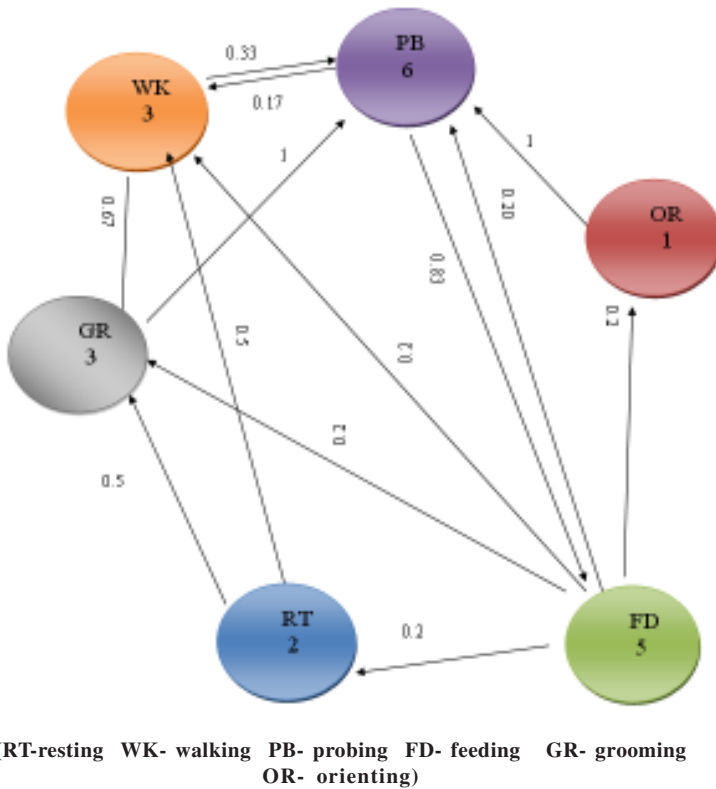 PB
6
0.33
WK
3
0.17
1
1
0.67
0.20
OR
1
0.83
0.2
GR
3
0.5
0.2
0.2
0.5
RT
2
FD
5
0.2
(RT-resting WK- walking PB- probing FD- feeding GR- grooming
OR- orienting)